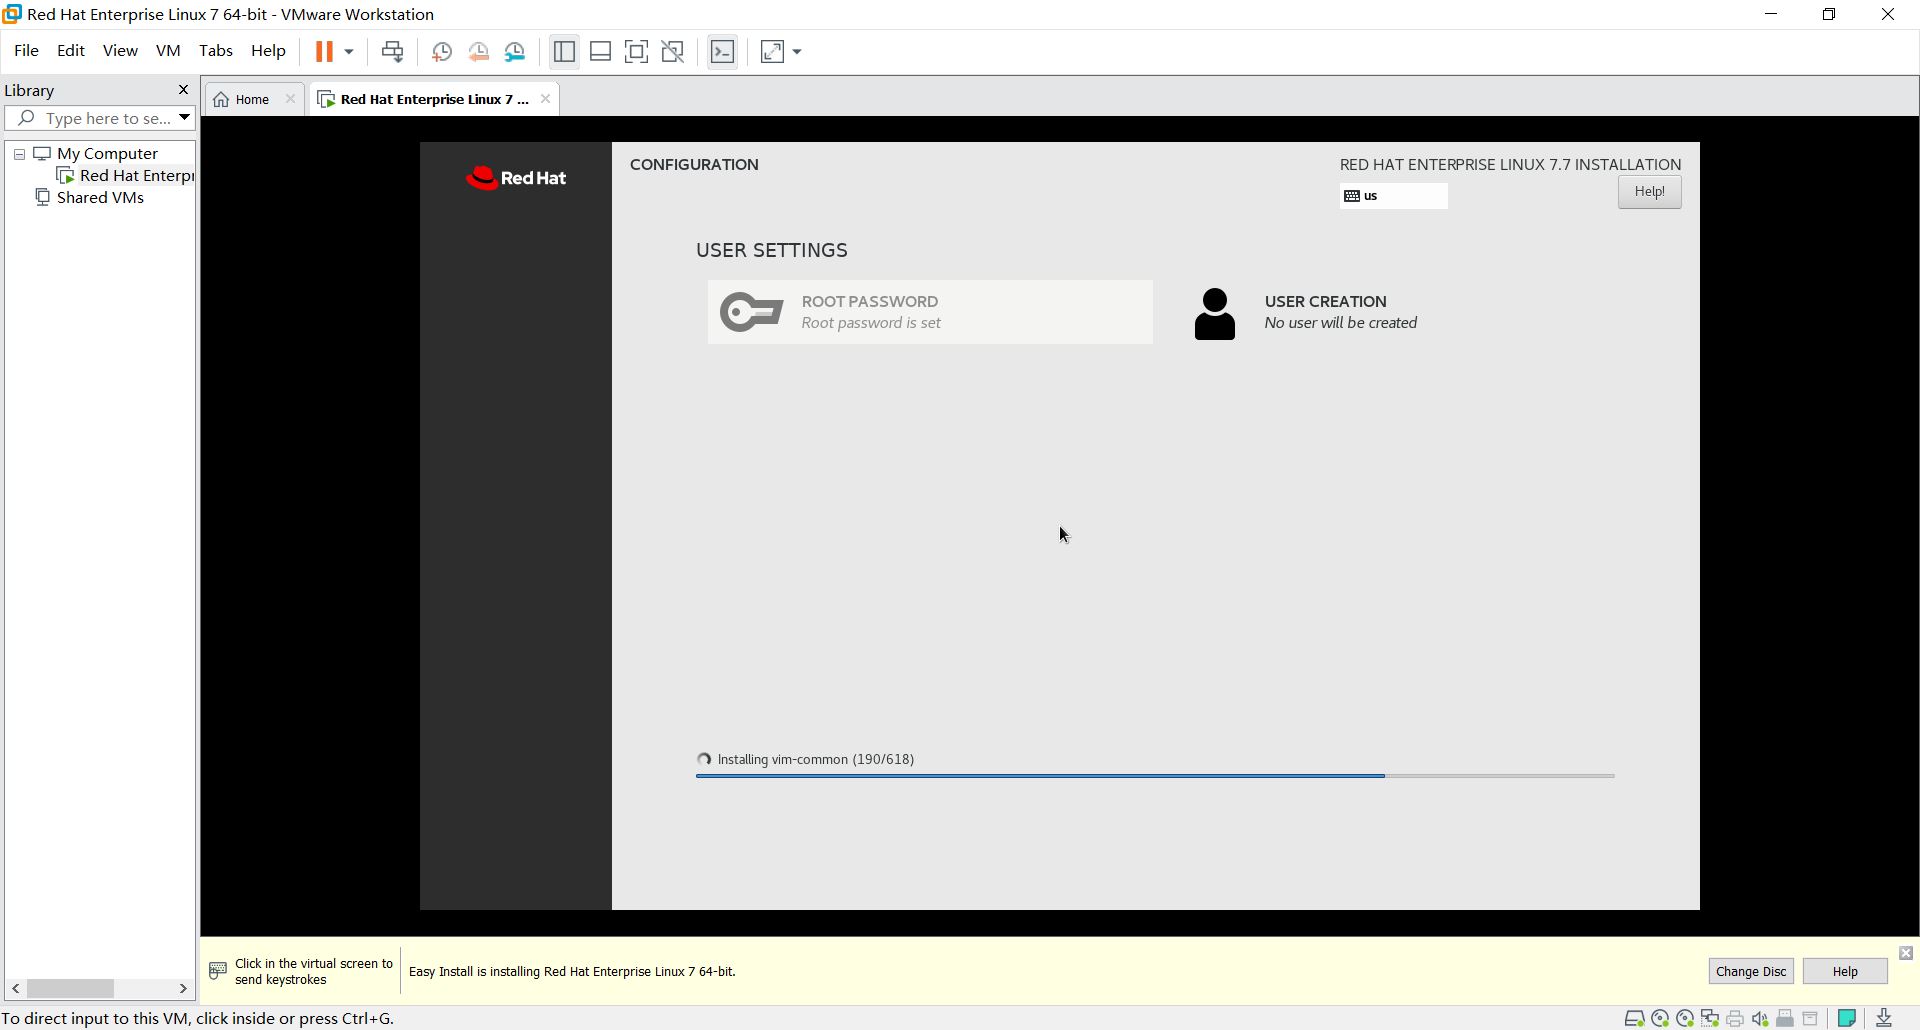 Red Hat Enterprise Linux 7 64-bit - VMware Workstation
File Edit View VM Tabs Help
Library
Type here to se...
My Computer
Red Hat Enterpr
Shared VMs
Home
Red Hat Enterprise Linux 7 ...
Red Hat
CONFIGURATION
RED HAT ENTERPRISE LINUX 7.7 INSTALLATION
us
Help!
USER SETTINGS
ROOT PASSWORD
Root password is set
USER CREATION
No user will be created
Installing vim-common (190/618)
Click in the virtual screen to
send keystrokes
Easy Install is installing Red Hat Enterprise Linux 7 64-bit.
Change Disc
Help
To direct input to this VM, click inside or press Ctrl+G.